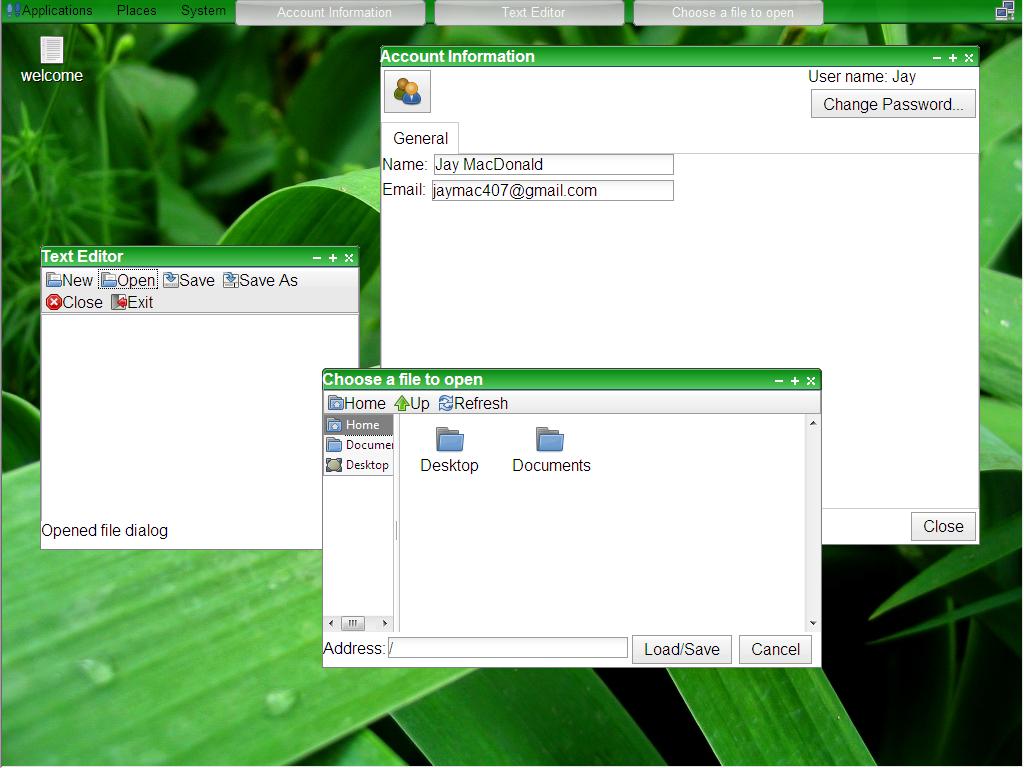 Applications Places System Account Information Text Editor Choose a file to open
welcome
Account Information
User name: Jay
Change Password...
General
Name: Jay MacDonald
Email: jaymac407@gmail.com
Text Editor
New Open Save Save As
Close Exit
Opened file dialog
Choose a file to open
Home Up Refresh
Home
Documen
Desktop
Desktop Documents
Address: / Load/Save Cancel
Close